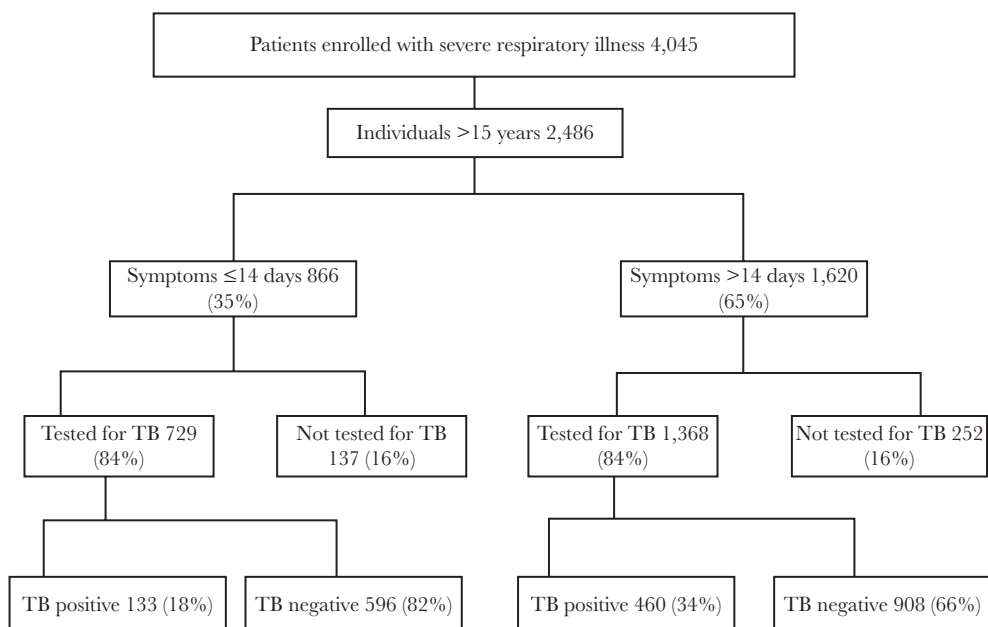 Patients enrolled with severe respiratory illness 4,045
Individuals >15 years 2,486
Symptoms ≤14 days 866
(35%)
Symptoms >14 days 1,620
(65%)
Tested for TB 729
(84%)
Not tested for TB
137 (16%)
Tested for TB 1,368
(84%)
Not tested for TB 252
(16%)
TB positive 133 (18%)
TB negative 596 (82%)
TB positive 460 (34%)
TB negative 908 (66%)